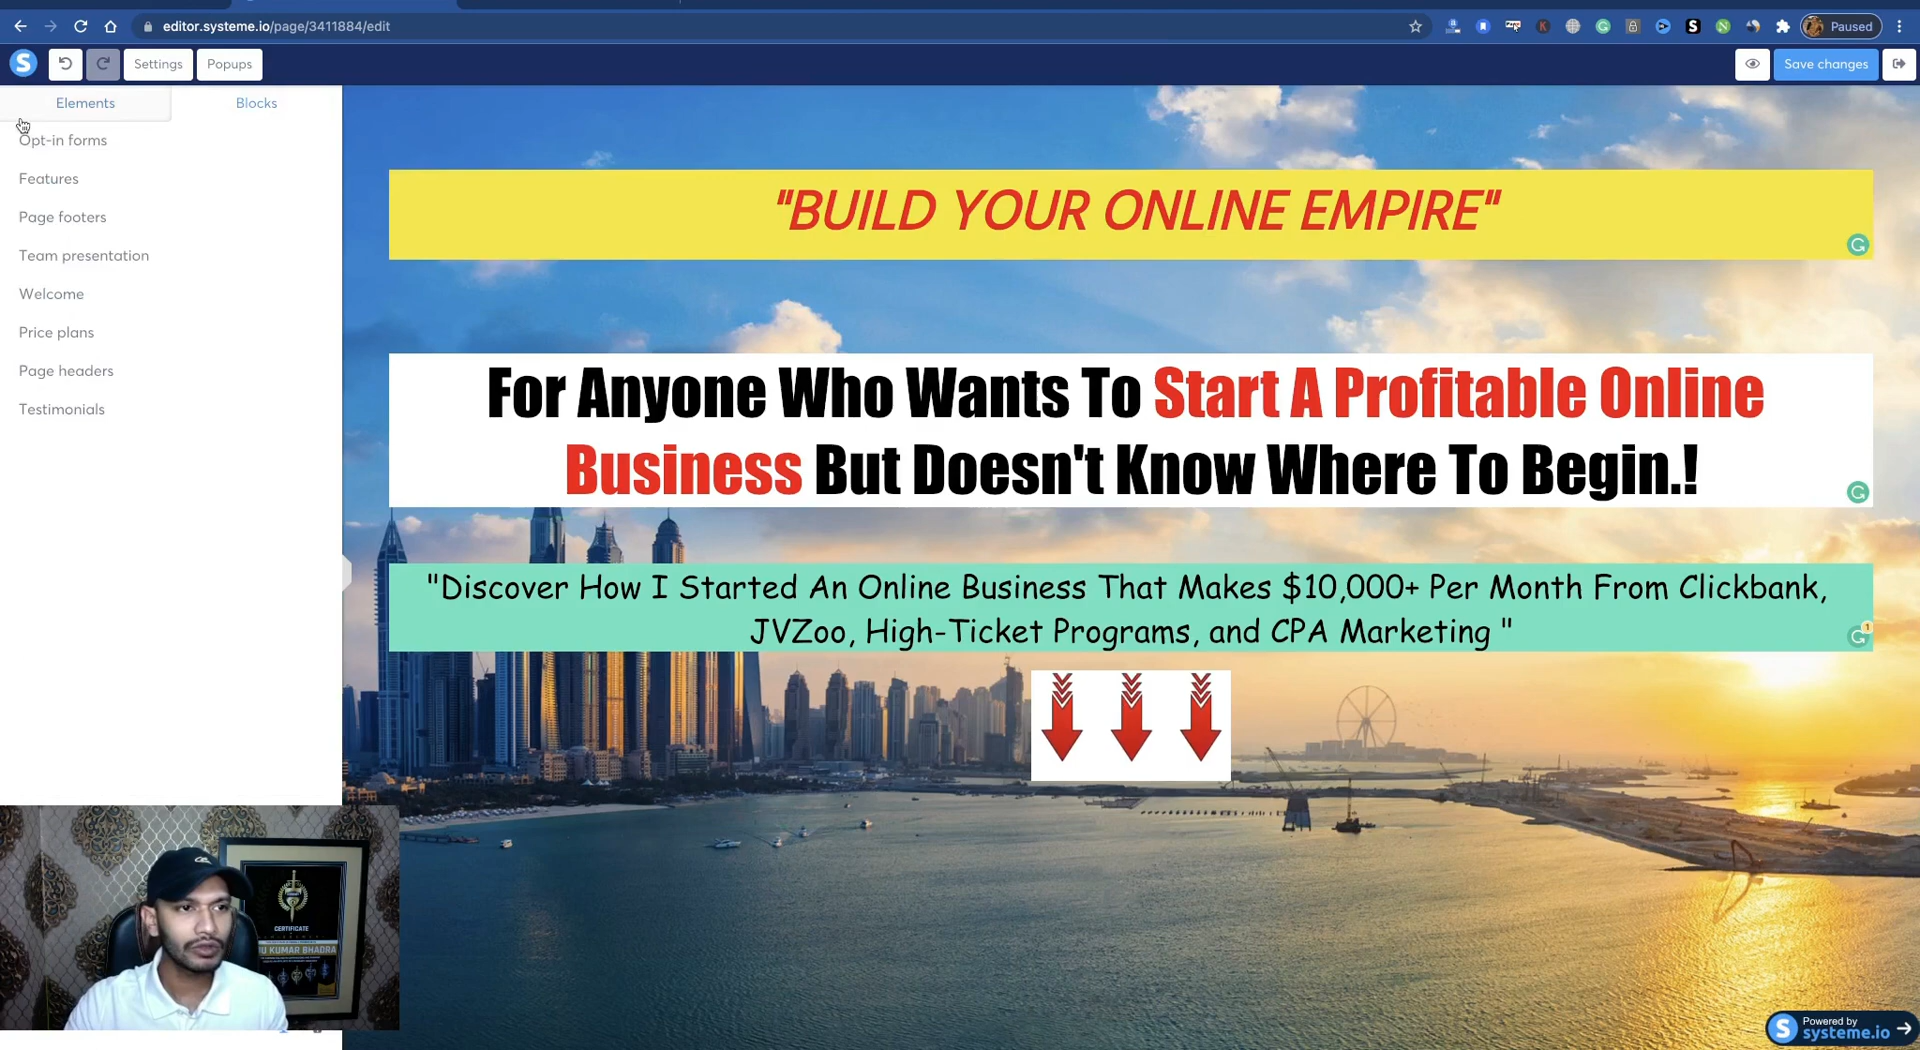 editor.systeme.io/page/3411884/edit
Paused
Settings
Popups
Save changes
Elements
Blocks
Opt-in forms
Features
Page footers
Team presentation
Welcome
Price plans
Page headers
Testimonials
"BUILD YOUR ONLINE EMPIRE"
For Anyone Who Wants To Start A Profitable Online
Business But Doesn't Know Where To Begin.!
"Discover How I Started An Online Business That Makes $10,000+ Per Month From Clickbank,
JVZoo, High-Ticket Programs, and CPA Marketing "
1
CERTIFICATE
U KUMAR BHADRA
Powered by
systeme.io